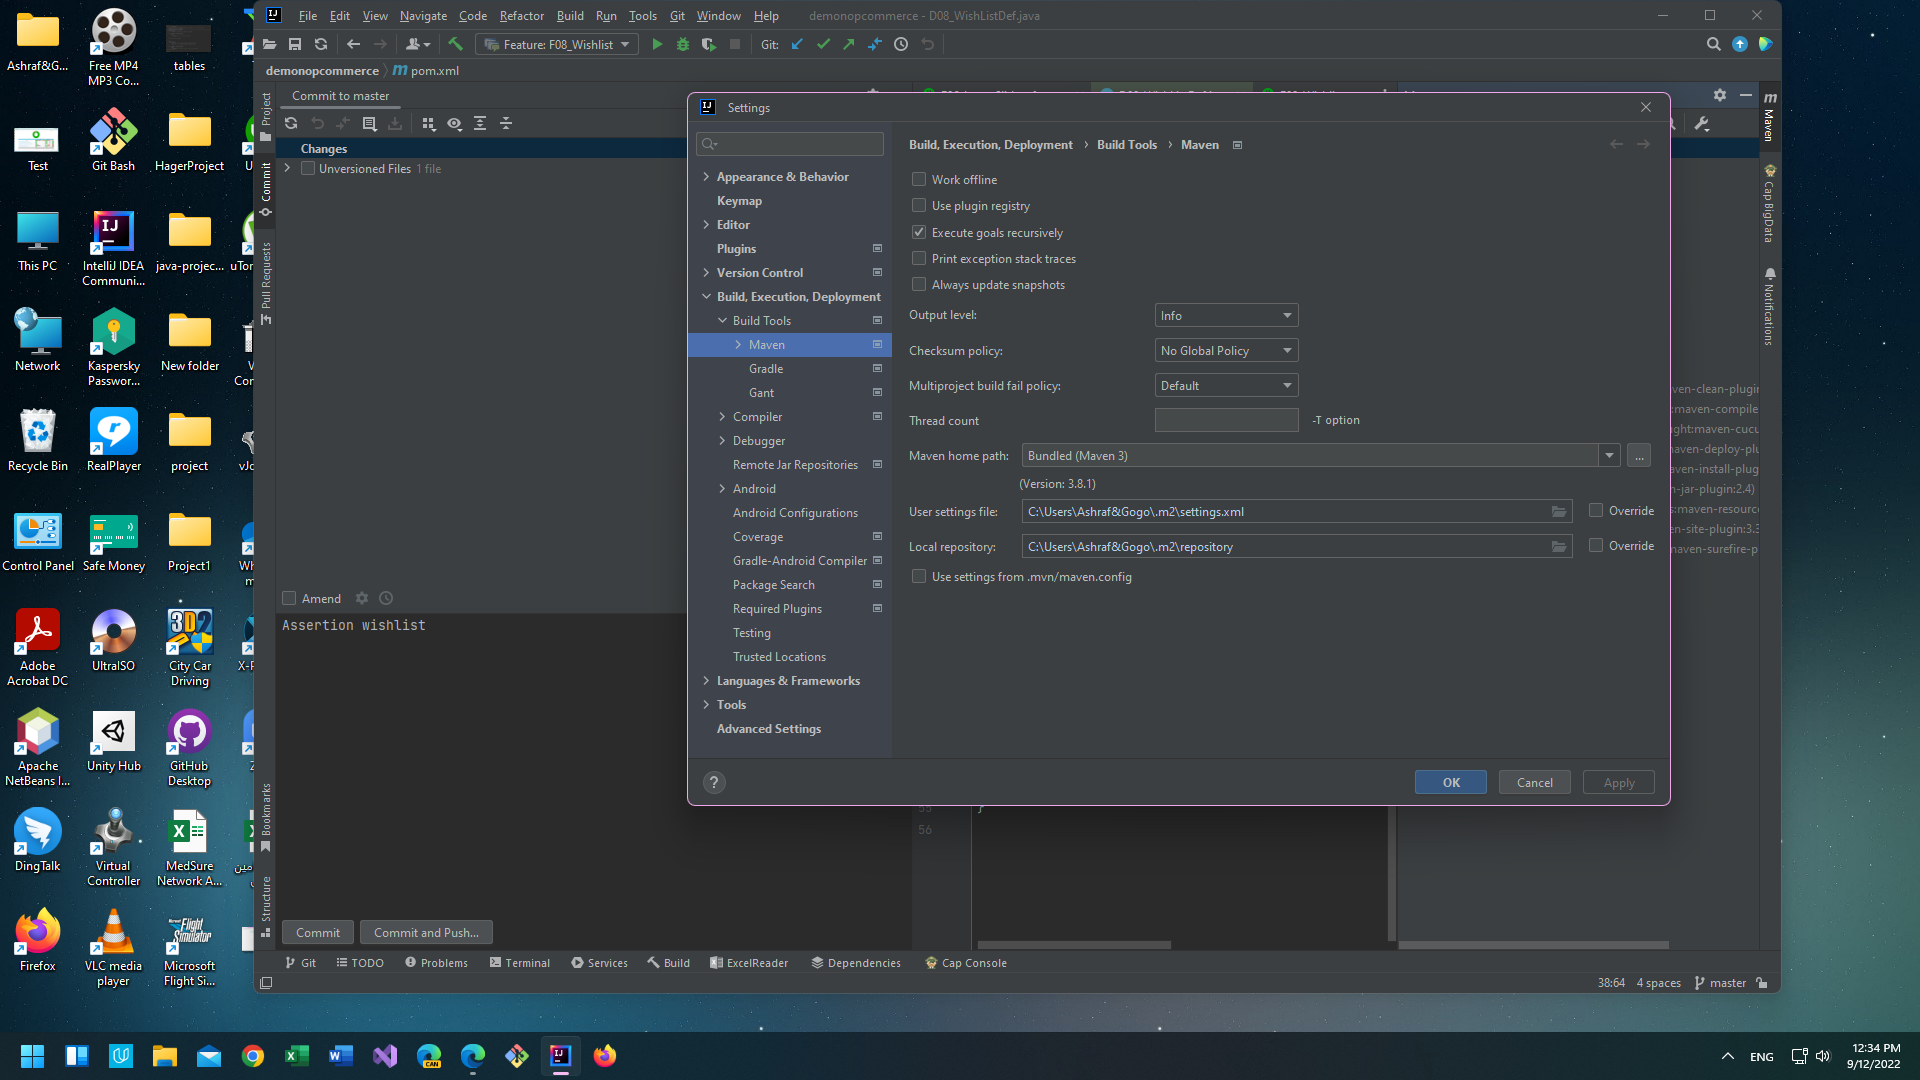 File Edit View Navigate Code Refactor Build Run Tools Git Window Help demonopcommerce - D08_WishListDef.java
Feature: F08_Wishlist Git:
demonopcommerce pom.xml
Commit to master
Changes
Unversioned Files 1 file
Amend
Assertion wishlist
Commit Commit and Push...
Project
Commit
Pull Requests
Bookmarks
Structure
Settings
Appearance & Behavior
Keymap
Editor
Plugins
Version Control
Build, Execution, Deployment
Build Tools
Maven
Gradle
Gant
Compiler
Debugger
Remote Jar Repositories
Android
Android Configurations
Coverage
Gradle-Android Compiler
Package Search
Required Plugins
Testing
Trusted Locations
Languages & Frameworks
Tools
Advanced Settings
Build, Execution, Deployment › Build Tools › Maven
Work offline
Use plugin registry
Execute goals recursively
Print exception stack traces
Always update snapshots
Output level: Info
Checksum policy: No Global Policy
Multiproject build fail policy: Default
Thread count -T option
Maven home path: Bundled (Maven 3) ...
(Version: 3.8.1)
User settings file: C:\Users\Ashraf&Gogo\.m2\settings.xml Override
Local repository: C:\Users\Ashraf&Gogo\.m2\repository Override
Use settings from .mvn/maven.config
? OK Cancel Apply
Maven
Cap BigData
Notifications
aven-clean-plugin
:maven-compile
ght:maven-cucu
aven-deploy-plu
aven-install-plug
n-jar-plugin:2.4)
s:maven-resourc
en-site-plugin:3.3
maven-surefire-p
55 }
56
Git TODO Problems Terminal Services Build ExcelReader Dependencies Cap Console
38:64 4 spaces master
Ashraf&G...
Free MP4 MP3 Co...
tables
Test
Git Bash
HagerProject
This PC
IntelliJ IDEA Communi...
java-projec...
uTor
Network
Kaspersky Passwor...
New folder
Recycle Bin
RealPlayer
project
Control Panel
Safe Money
Project1
Adobe Acrobat DC
UltraISO
City Car Driving
Apache NetBeans I...
Unity Hub
GitHub Desktop
DingTalk
Virtual Controller
MedSure Network A...
Firefox
VLC media player
Microsoft Flight Si...
ENG
12:34 PM
9/12/2022